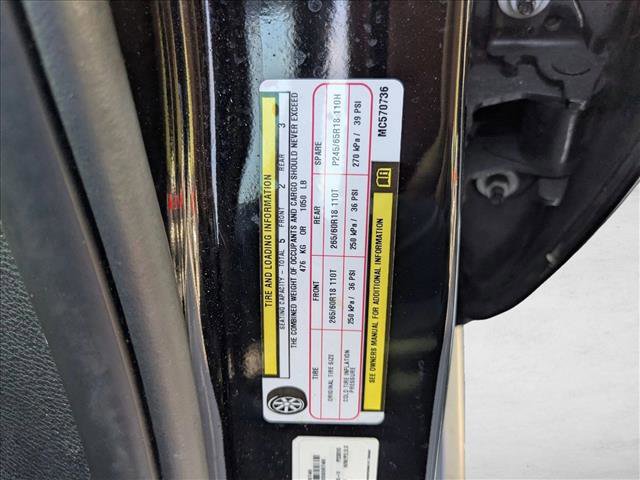 TIRE AND LOADING INFORMATION
SEATING CAPACITY - TOTAL 5 FRONT 2 REAR 3
THE COMBINED WEIGHT OF OCCUPANTS AND CARGO SHOULD NEVER EXCEED
476 KG OR 1050 LB
TIRE FRONT REAR SPARE
ORIGINAL TIRE SIZE 265/60R18 110T 265/60R18 110T P245/65R18 110H
COLD TIRE INFLATION PRESSURE 250 kPa / 36 PSI 250 kPa / 36 PSI 270 kPa / 39 PSI
SEE OWNERS MANUAL FOR ADDITIONAL INFORMATION
MC570736